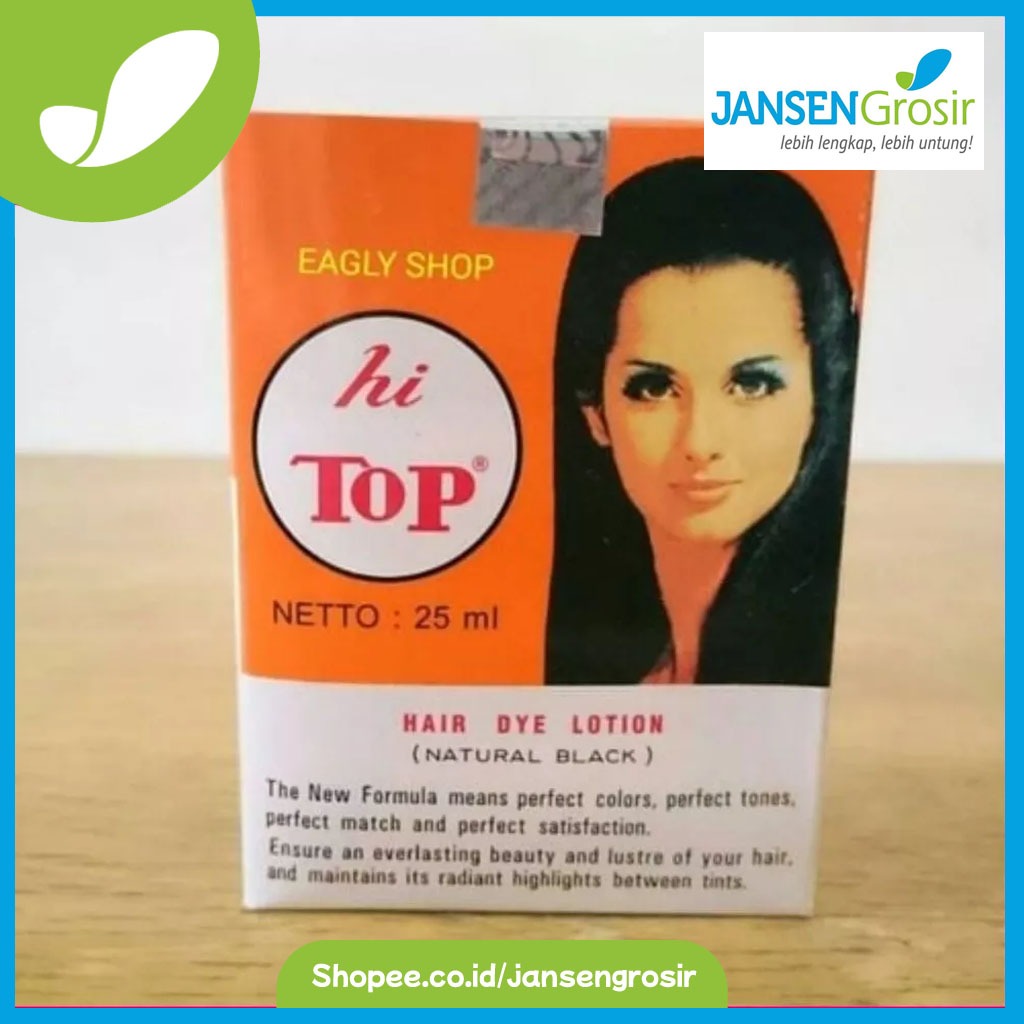 JANSENGrosir
lebih lengkap, lebih untung!
EAGLY SHOP
hi
TOP®
NETTO : 25 ml
HAIR DYE LOTION
(NATURAL BLACK)
The New Formula means perfect colors, perfect tones,
perfect match and perfect satisfaction.
Ensure an everlasting beauty and lustre of your hair,
and maintains its radiant highlights between tints.
Shopee.co.id/jansengrosir